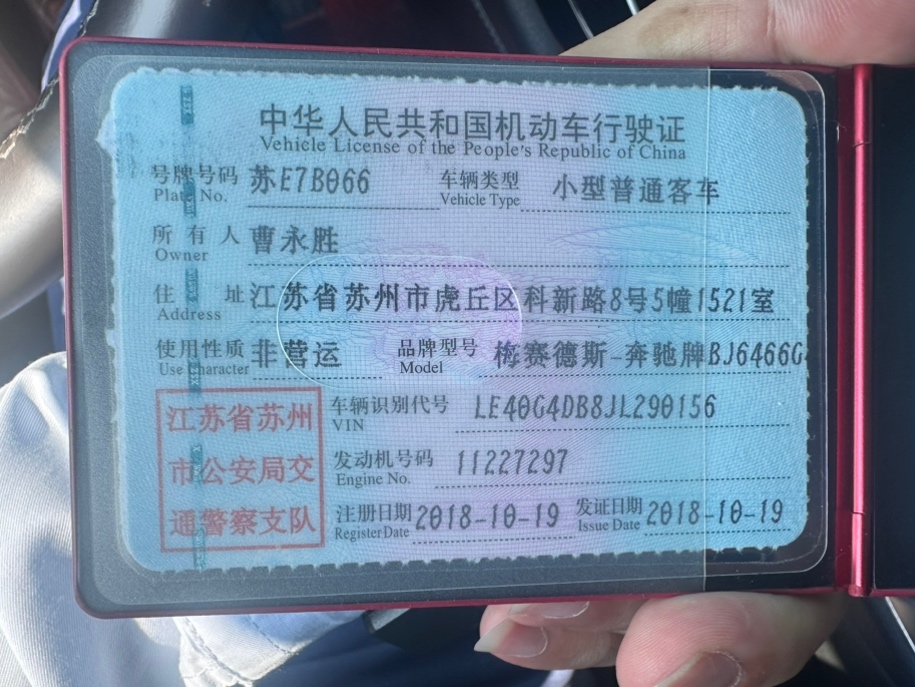 中华人民共和国机动车行驶证
Vehicle License of the People's Republic of China
号牌号码 苏E7B066 车辆类型 小型普通客车
Plate No. Vehicle Type
所有人 曹永胜
Owner
住址 江苏省苏州市虎丘区科新路8号5幢1521室
Address
使用性质 非营运 品牌型号 梅赛德斯-奔驰牌BJ6466G
Use Character Model
江苏省苏州
市公安局交
通警察支队
车辆识别代号 LE40G4DB8JL290156
VIN
发动机号码 11227297
Engine No.
注册日期 2018-10-19 发证日期 2018-10-19
Register Date Issue Date